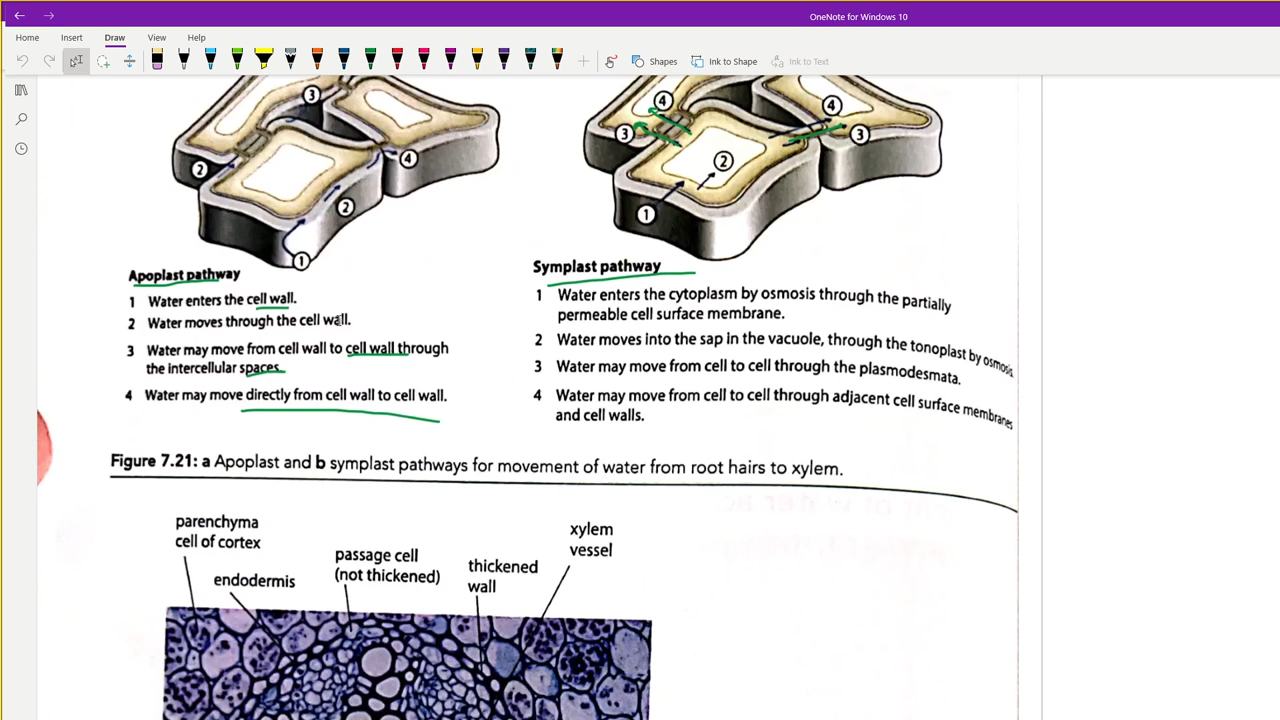 OneNote for Windows 10
Home Insert Draw View Help
Shapes Ink to Shape Ink to Text
3
2
4
2
1
4
4
3
3
2
1
Apoplast pathway
1 Water enters the cell wall.
2 Water moves through the cell wall.
3 Water may move from cell wall to cell wall through
the intercellular spaces.
4 Water may move directly from cell wall to cell wall.
Symplast pathway
1 Water enters the cytoplasm by osmosis through the partially
permeable cell surface membrane.
2 Water moves into the sap in the vacuole, through the tonoplast by osmosis.
3 Water may move from cell to cell through the plasmodesmata.
4 Water may move from cell to cell through adjacent cell surface membranes
and cell walls.
Figure 7.21: a Apoplast and b symplast pathways for movement of water from root hairs to xylem.
parenchyma
cell of cortex
endodermis
passage cell
(not thickened)
thickened
wall
xylem
vessel